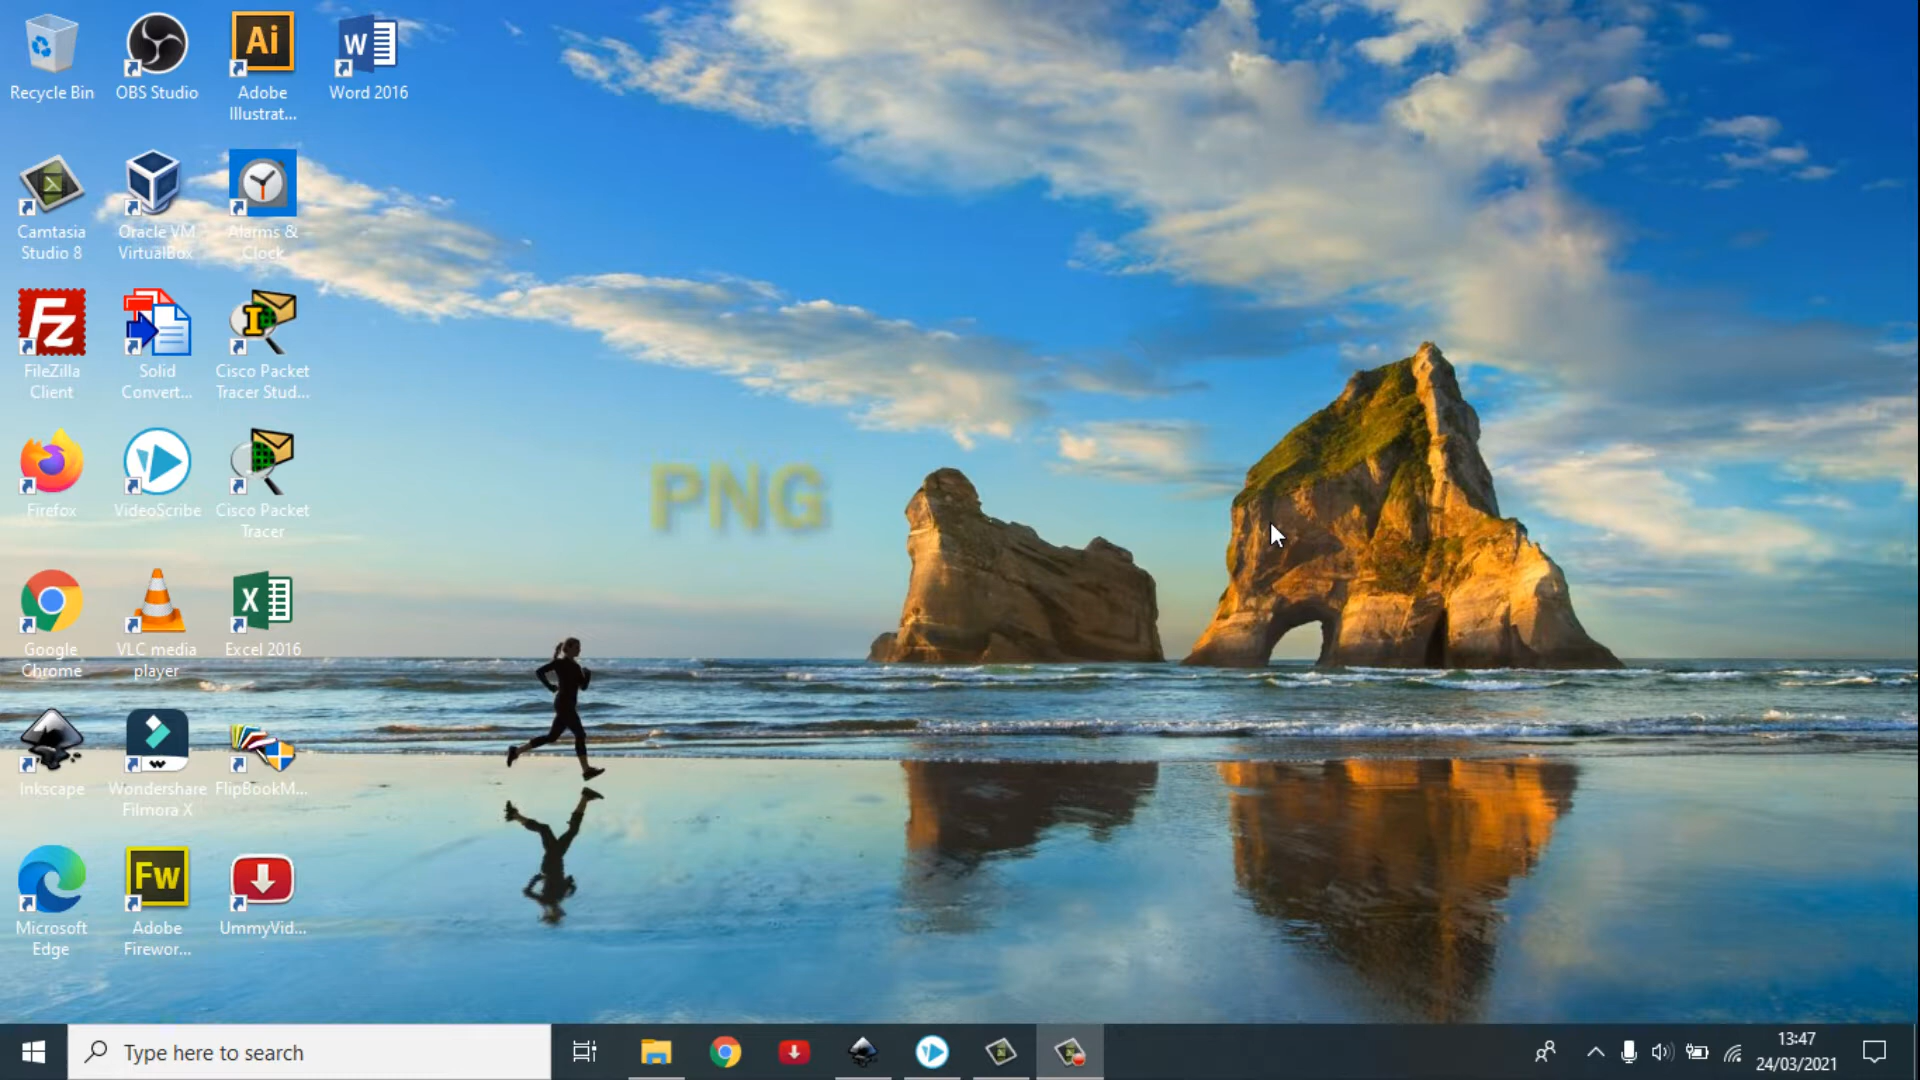 Recycle Bin
OBS Studio
Adobe
Illustrat...
Word 2016
Camtasia
Studio 8
Oracle VM
VirtualBox
Alarms &
Clock
FileZilla
Client
Solid
Convert...
Cisco Packet
Tracer Stud...
Firefox
VideoScribe
Cisco Packet
Tracer
PNG
Google
Chrome
VLC media
player
Excel 2016
Inkscape
Wondershare
Filmora X
FlipBookM...
Microsoft
Edge
Adobe
Firewor...
UmmyVid...
Type here to search
13:47
24/03/2021